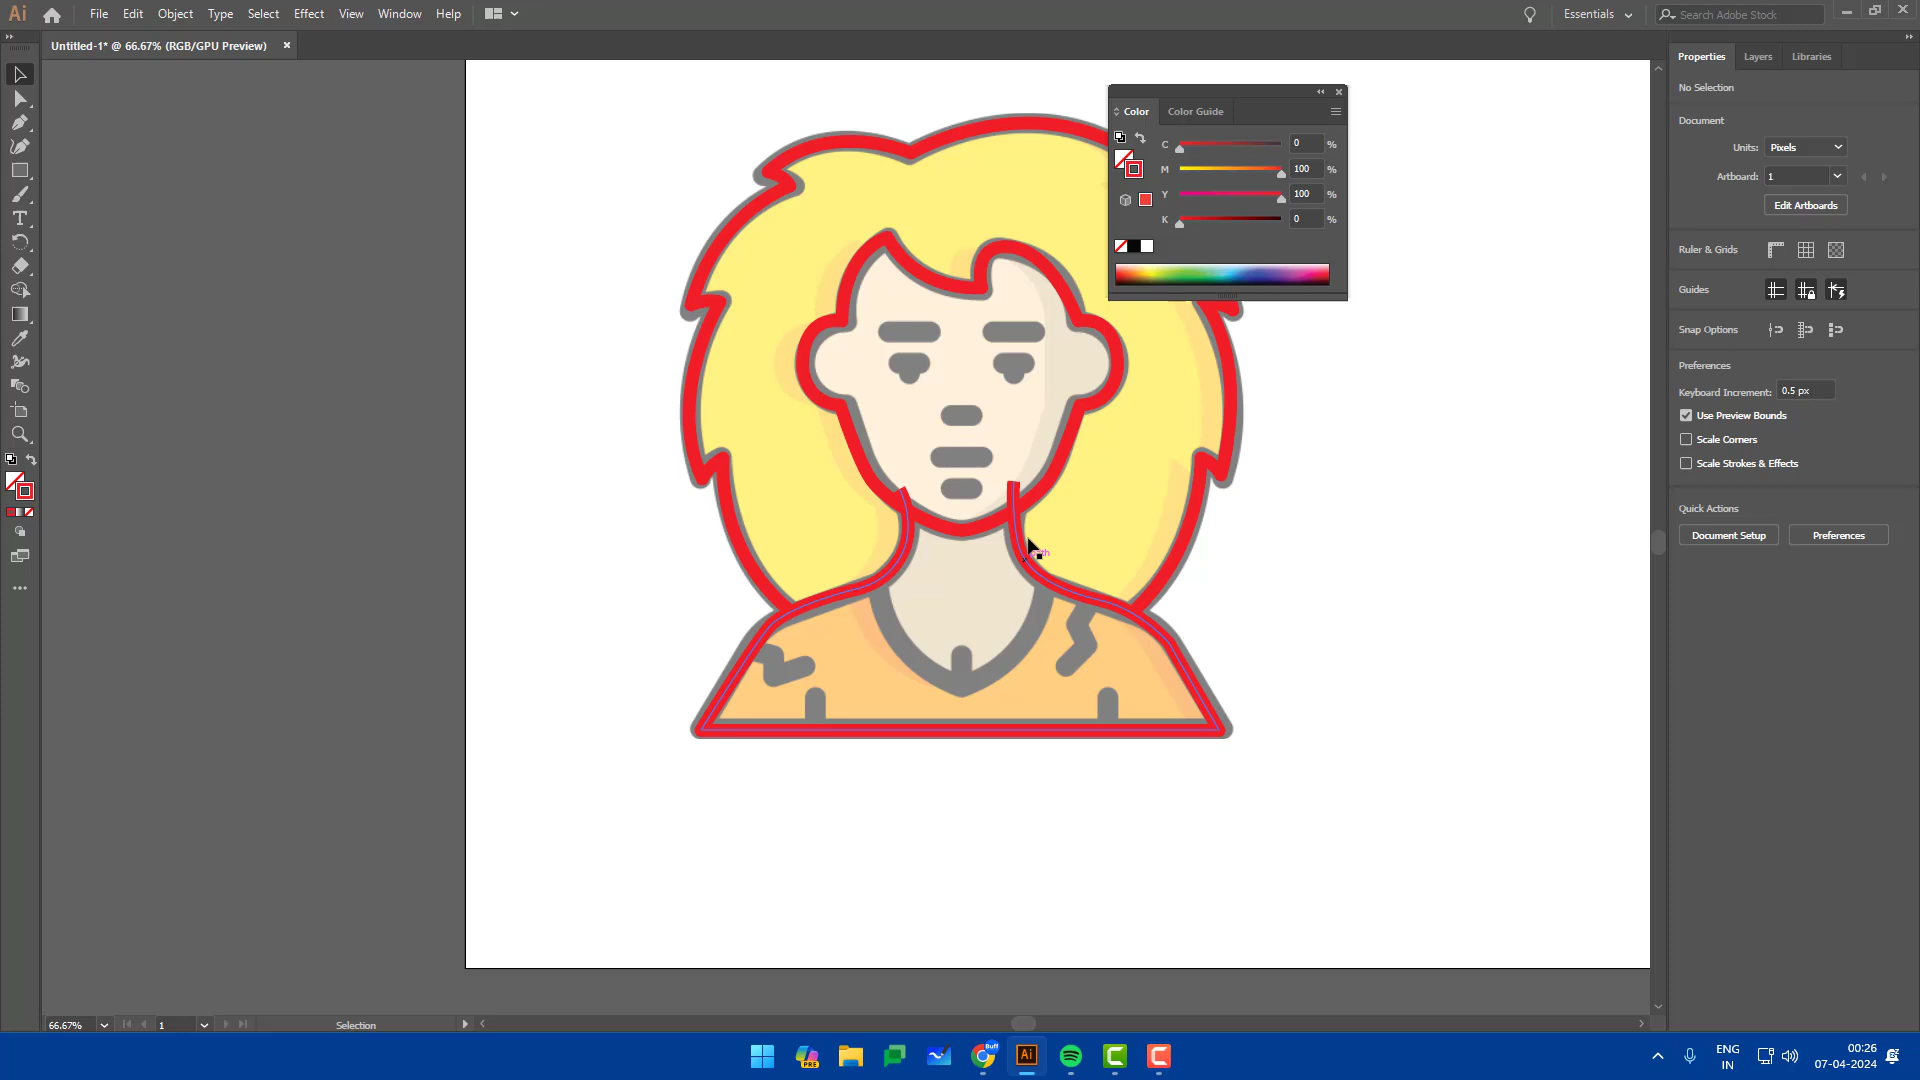 Ai
File Edit Object Type Select Effect View Window Help
Essentials
Search Adobe Stock
Untitled-1* @ 66.67% (RGB/GPU Preview)
Properties Layers Libraries
No Selection
Document
Units: Pixels
Artboard: 1
Edit Artboards
Ruler & Grids
Guides
Snap Options
Preferences
Keyboard Increment: 0.5 px
Use Preview Bounds
Scale Corners
Scale Strokes & Effects
Quick Actions
Document Setup Preferences
Color Color Guide
C 0 %
M 100 %
Y 100 %
K 0 %
T
66.67% 1 Selection
PRE
Buff
Ai
ENG
IN
00:26
07-04-2024